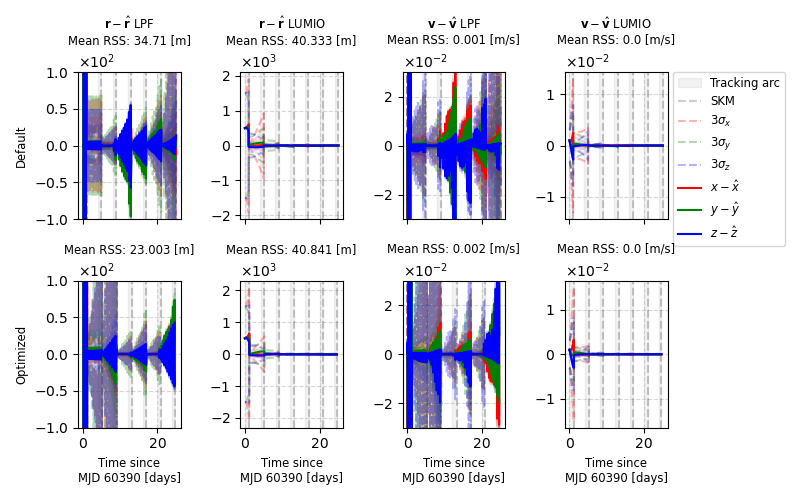 r − r̂ LPF
Mean RSS: 34.71 [m]
r − r̂ LUMIO
Mean RSS: 40.333 [m]
v − v̂ LPF
Mean RSS: 0.001 [m/s]
v − v̂ LUMIO
Mean RSS: 0.0 [m/s]
×10²
×10³
×10⁻²
×10⁻²
1.0
0.5
0.0
−0.5
−1.0
2
1
0
−1
−2
2
0
−2
1
0
−1
Default
Tracking arc
SKM
3σx
3σy
3σz
x − x̂
y − ŷ
z − ẑ
Mean RSS: 23.003 [m]
Mean RSS: 40.841 [m]
Mean RSS: 0.002 [m/s]
Mean RSS: 0.0 [m/s]
×10²
×10³
×10⁻²
×10⁻²
1.0
0.5
0.0
−0.5
−1.0
2
1
0
−1
−2
2
0
−2
1
0
−1
Optimized
0 20
0 20
0 20
0 20
Time since
MJD 60390 [days]
Time since
MJD 60390 [days]
Time since
MJD 60390 [days]
Time since
MJD 60390 [days]